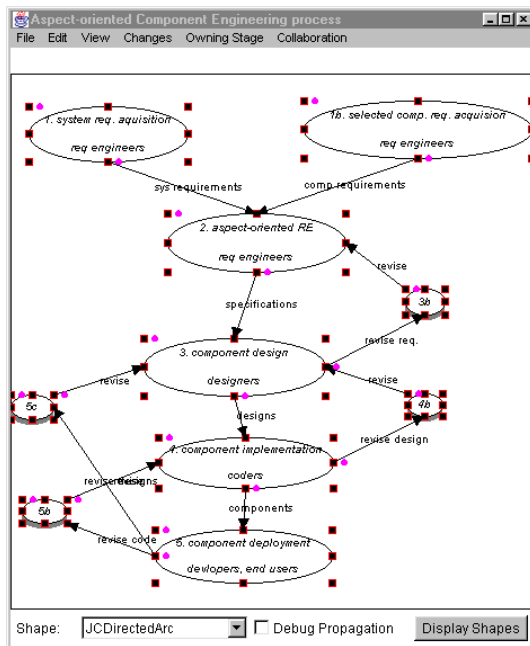 Aspect-oriented Component Engineering process
File Edit View Changes Owning Stage Collaboration
1. system req. aquisition
req engineers
1b. selected comp. req. acquision
req engineers
sys requirements
comp requirements
2. aspect-oriented RE
req engineers
revise
3b
specifications
revise req.
3. component design
designers
revise
revise
5c
4b
designs
revise design
4. component implementation
coders
revise
designs
components
5b
revise code
5. component deployment
devlopers, end users
Shape: JCDirectedArc Debug Propagation Display Shapes